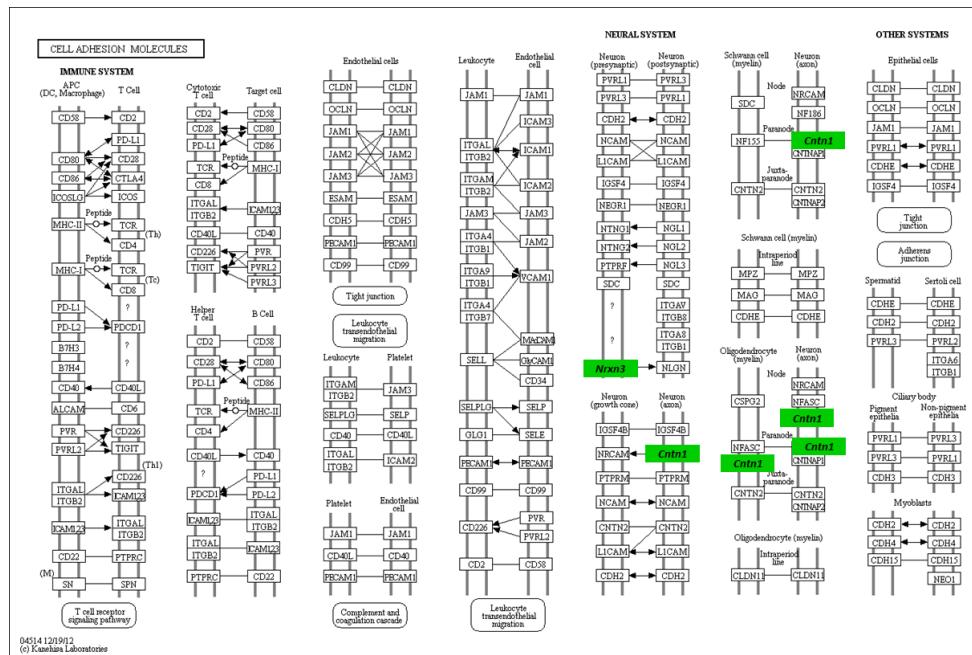 CELL ADHESION MOLECULES
IMMUNE SYSTEM
APC
(DC, Macrophage)
T Cell
CD58
CD2
PD-L1
CD80
CD28
CD86
CTLA4
ICOSLG
ICOS
Peptide
MHC-II
TCR
CD4
(Th)
Peptide
MHC-I
TCR
CD8
(Tc)
PD-L1
?
PD-L2
PDCD1
B7H3
?
B7H4
?
CD40
CD40L
ALCAM
CD6
PVR
CD226
PVRL2
TIGIT
(Th1)
CD226
ITGAL
ITGB2
ICAM123
ICAM123
ITGAL
ITGB2
CD22
PTPRC
(M)
SN
SPN
T cell receptor
signaling pathway
04514 12/19/12
(c) Kanehisa Laboratories
Cytotoxic
T cell
Target cell
CD2
CD58
CD28
CD80
PD-L1
CD86
Peptide
TCR
MHC-I
CD8
ITGAL
ITGB2
ICAM123
CD40L
CD40
CD226
PVR
TIGIT
PVRL2
PVRL3
Helper
T cell
B Cell
CD2
CD58
CD28
CD80
PD-L1
CD86
Peptide
TCR
MHC-II
CD4
CD40L
CD40
?
PD-L1
PDCD1
PD-L2
ICAM123
ITGAL
ITGB2
ITGAL
ITGB2
ICAM123
PTPRC
CD22
Endothelial cells
CLDN
CLDN
OCLN
OCLN
JAM1
JAM1
JAM2
JAM2
JAM3
JAM3
ESAM
ESAM
CDH5
CDH5
PECAM1
PECAM1
CD99
CD99
Tight junction
Leukocyte
transendothelial
migration
Leukocyte
Platelet
ITGAM
ITGB2
JAM3
SELPLG
SELP
CD40
CD40L
ITGAL
ITGB2
ICAM2
Platelet
Endothelial
cell
JAM1
JAM1
CD40L
CD40
PECAM1
PECAM1
Complement and
coagulation cascade
Leukocyte
Endothelial
cell
JAM1
JAM1
ICAM3
ITGAL
ITGB2
ICAM1
ITGAM
ITGB2
ICAM2
JAM3
JAM3
ITGA4
ITGB1
JAM2
ITGA9
ITGB1
VCAM1
ITGA4
ITGB7
MAdCAM1
SELL
GlyCAM1
CD34
SELPLG
SELP
GLG1
SELE
PECAM1
PECAM1
CD99
CD99
CD226
PVR
PVRL2
CD2
CD58
Leukocyte
transendothelial
migration
NEURAL SYSTEM
Neuron
(presynaptic)
Neuron
(postsynaptic)
PVRL1
PVRL3
PVRL3
PVRL1
CDH2
CDH2
NCAM
NCAM
L1CAM
L1CAM
IGSF4
IGSF4
NEGR1
NEGR1
NTNG1
NGL1
NTNG2
NGL2
PTPRF
NGL3
SDC
SDC
?
ITGAV
ITGB8
?
ITGA8
ITGB1
Nrxn3
NLGN
Neuron
(growth cone)
Neuron
(axon)
IGSF4B
IGSF4B
NRCAM
Cntn1
PTPRM
PTPRM
NCAM
NCAM
CNTN2
CNTN2
L1CAM
L1CAM
CDH2
CDH2
Schwann cell
(myelin)
Neuron
(axon)
Node
NRCAM
SDC
NF186
Paranode
NF155
Cntn1
CNTNAP1
Juxta-
paranode
CNTN2
CNTN2
CNTNAP2
Schwann cell (myelin)
Intraperiod
line
MPZ
MPZ
MAG
MAG
CDHE
CDHE
Oligodendrocyte
(myelin)
Neuron
(axon)
Node
NRCAM
CSPG2
NFASC
Cntn1
Paranode
NFASC
Cntn1
Cntn1
CNTNAP1
Juxta-
paranode
CNTN2
CNTN2
CNTNAP2
Oligodendrocyte (myelin)
Intraperiod
line
CLDN11
CLDN11
OTHER SYSTEMS
Epithelial cells
CLDN
CLDN
OCLN
OCLN
JAM1
JAM1
PVRL1
PVRL1
CDHE
CDHE
IGSF4
IGSF4
Tight
junction
Adherens
junction
Spermatid
Sertoli cell
CDHE
CDHE
CDH2
CDH2
PVRL3
PVRL2
ITGA6
ITGB1
Ciliary body
Pigment
epithelia
Non-pigment
epithelia
PVRL1
PVRL3
PVRL3
PVRL1
CDH3
CDH3
Myoblasts
CDH2
CDH2
CDH4
CDH4
CDH15
CDH15
NEO1